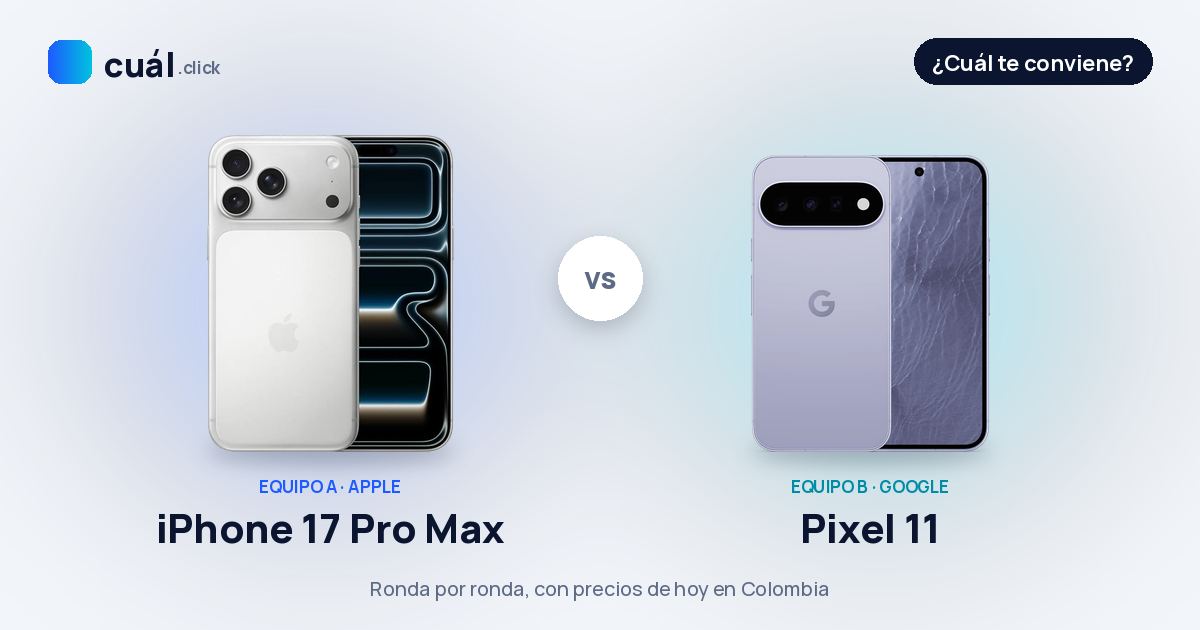 cuál.click
¿Cuál te conviene?
VS
EQUIPO A · APPLE
iPhone 17 Pro Max
EQUIPO B · GOOGLE
Pixel 11
Ronda por ronda, con precios de hoy en Colombia